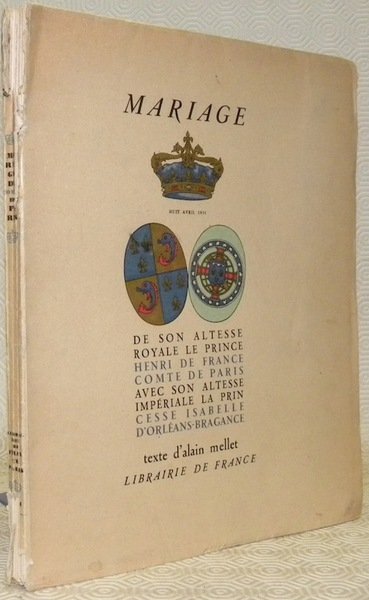 MARIAGE
HUIT AVRIL 1931
DE SON ALTESSE
ROYALE LE PRINCE
HENRI DE FRANCE
COMTE DE PARIS
AVEC SON ALTESSE
IMPÉRIALE LA PRIN
CESSE ISABELLE
D'ORLÉANS-BRAGANCE
texte d'alain mellet
LIBRAIRIE DE FRANCE